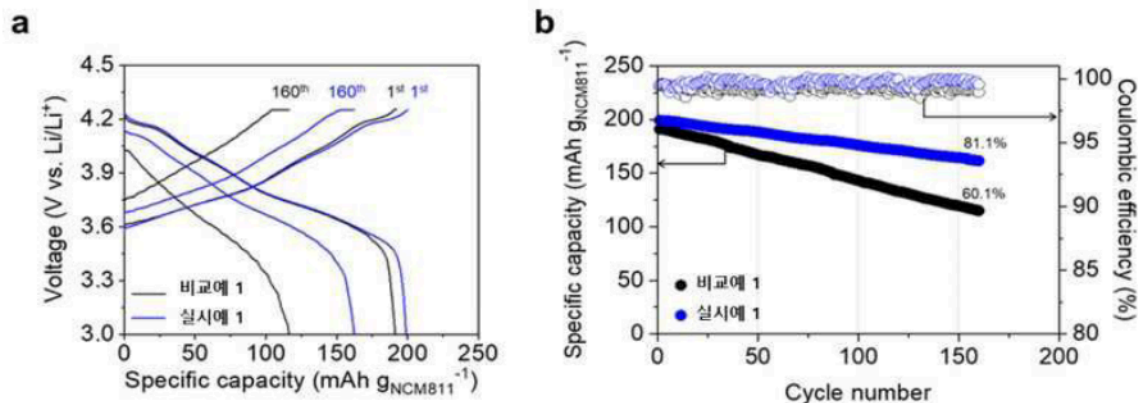 a
4.5
4.2
3.9
3.6
3.3
3.0
Voltage (V vs. Li/Li⁺)
160ᵗʰ 160ᵗʰ 1ˢᵗ 1ˢᵗ
비교예 1
실시예 1
0 50 100 150 200 250
Specific capacity (mAh gNCM811⁻¹)
b
250
200
150
100
50
0
Specific capacity (mAh gNCM811⁻¹)
81.1%
60.1%
비교예 1
실시예 1
100
95
90
85
80
Coulombic efficiency (%)
0 50 100 150 200
Cycle number